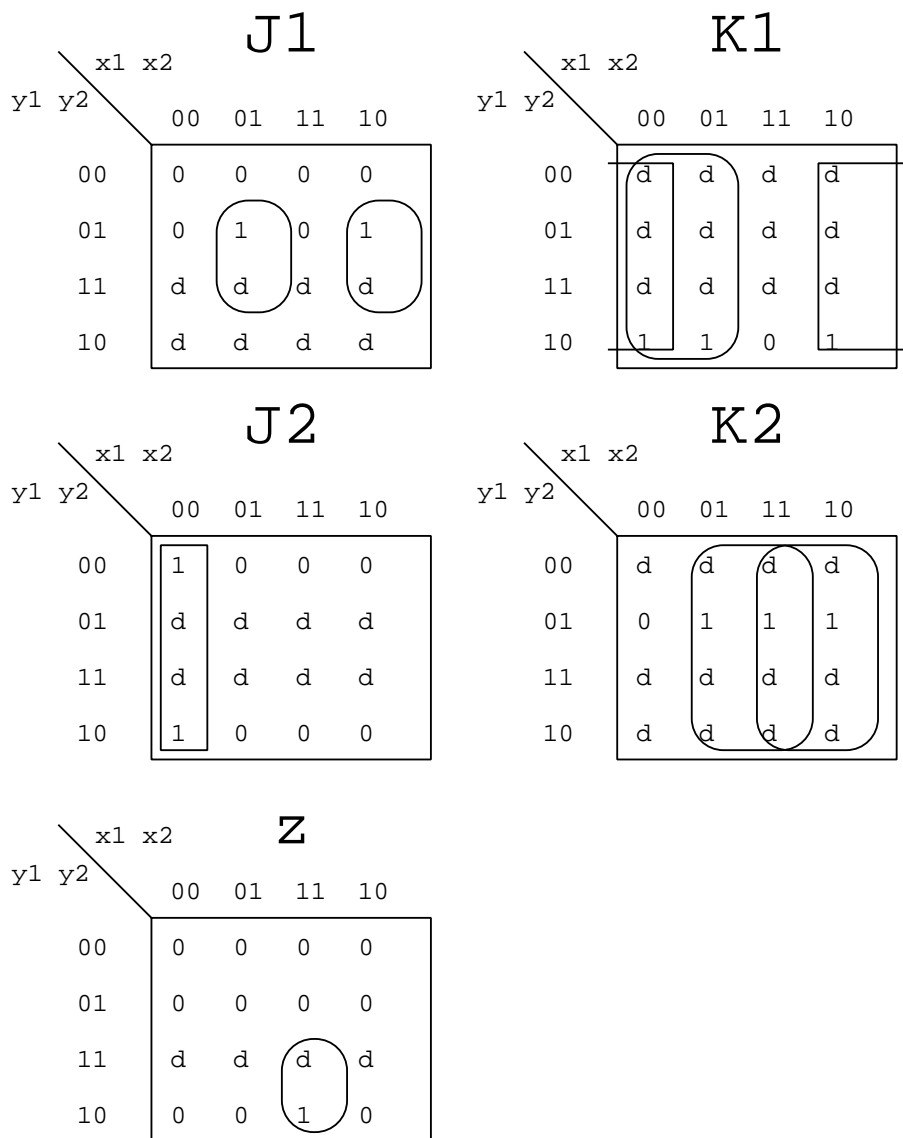 J1
x1 x2
y1 y2
00 01 11 10
00 0 0 0 0
01 0 1 0 1
11 d d d d
10 d d d d
K1
x1 x2
y1 y2
00 01 11 10
00 d d d d
01 d d d d
11 d d d d
10 1 1 0 1
J2
x1 x2
y1 y2
00 01 11 10
00 1 0 0 0
01 d d d d
11 d d d d
10 1 0 0 0
K2
x1 x2
y1 y2
00 01 11 10
00 d d d d
01 0 1 1 1
11 d d d d
10 d d d d
z
x1 x2
y1 y2
00 01 11 10
00 0 0 0 0
01 0 0 0 0
11 d d d d
10 0 0 1 0